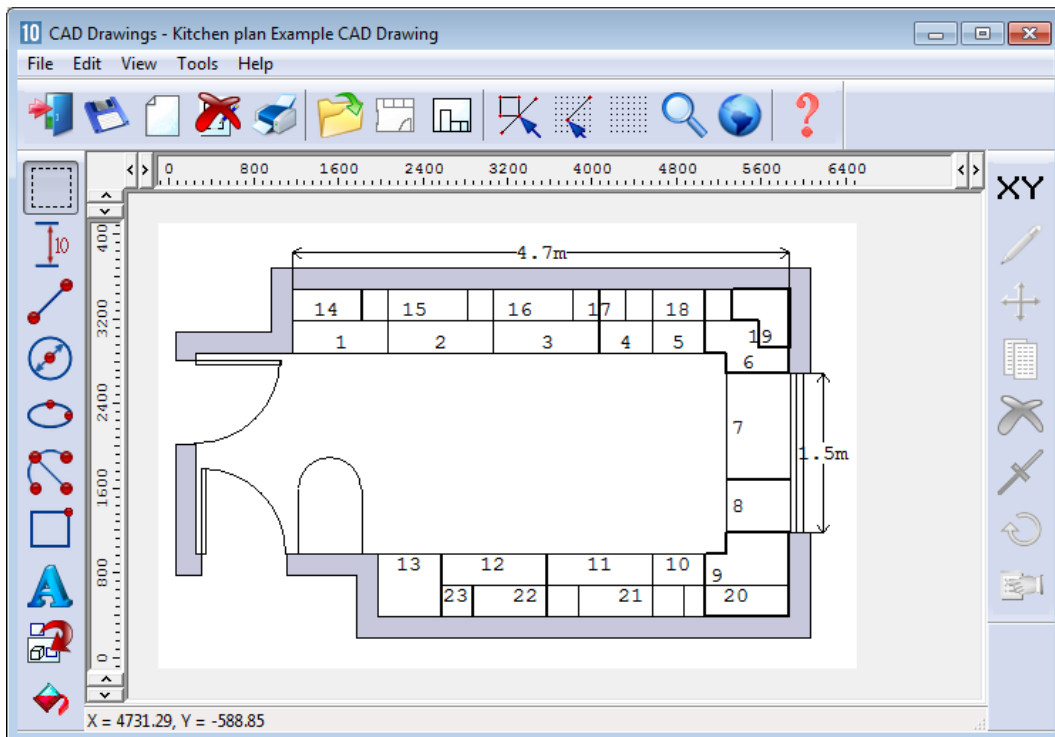 10 CAD Drawings - Kitchen plan Example CAD Drawing
File Edit View Tools Help
0 800 1600 2400 3200 4000 4800 5600 6400
XY
10
400
3200
2400
1600
800
0
4.7m
14 15 16 17 18
19
1 2 3 4 5
6
7
1.5m
8
13 12 11 10
9
23 22 21 20
A
X = 4731.29, Y = -588.85